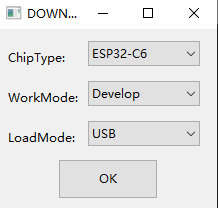 DOWN...
ChipType: ESP32-C6
WorkMode: Develop
LoadMode: USB
OK